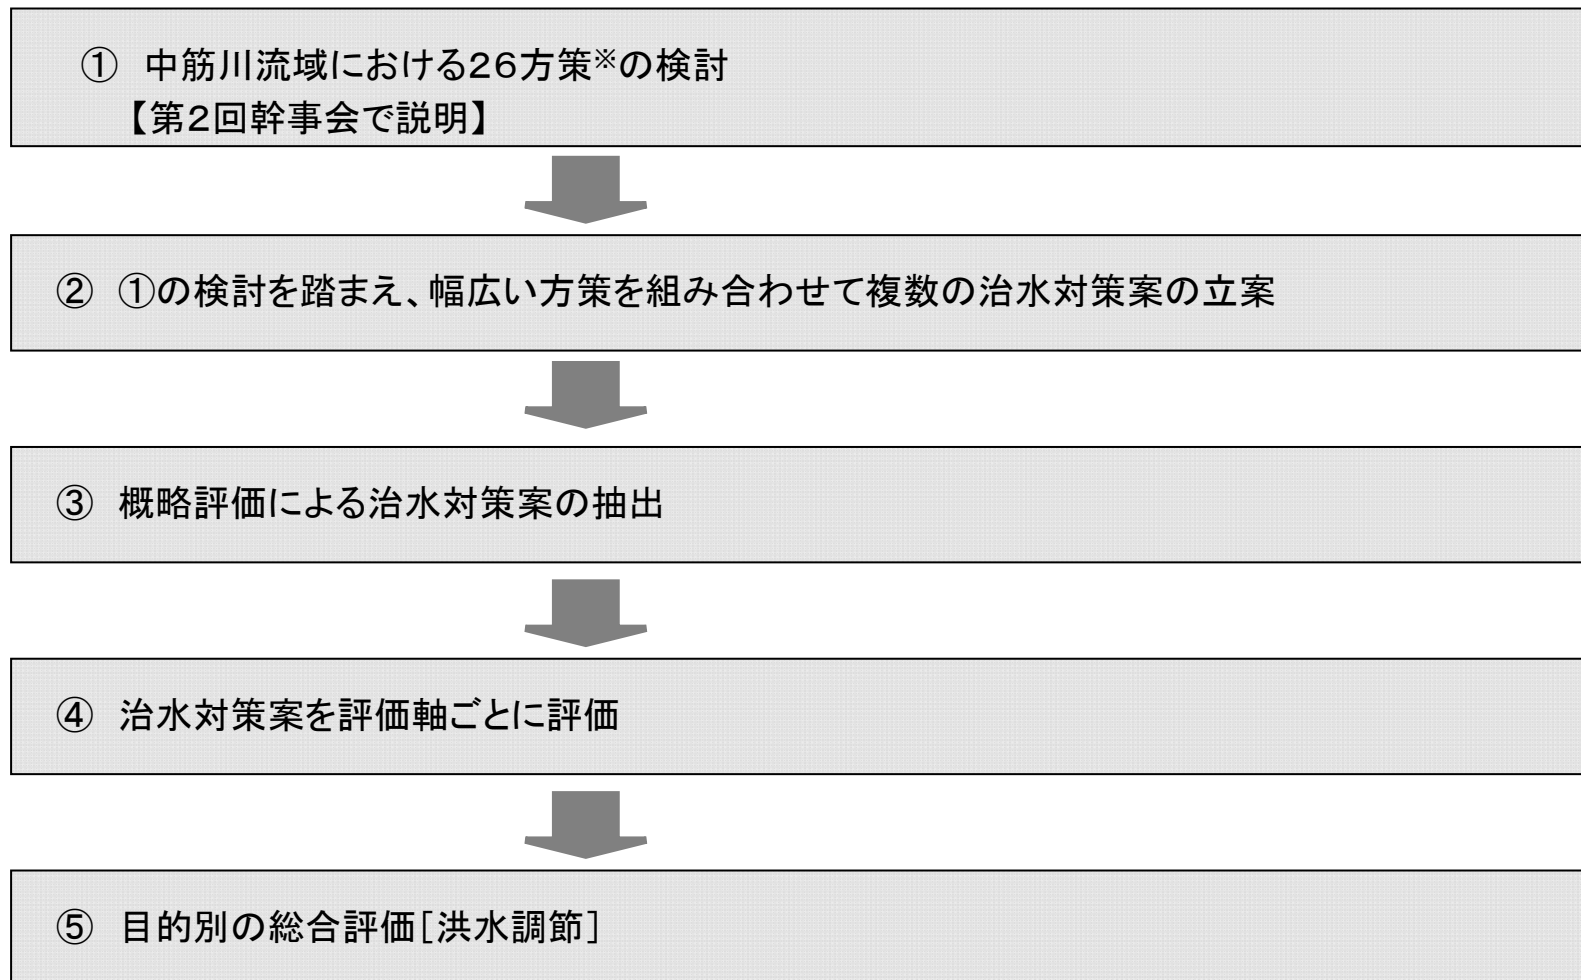 ① 中筋川流域における26方策※の検討
【第2回幹事会で説明】
② ①の検討を踏まえ、幅広い方策を組み合わせて複数の治水対策案の立案
③ 概略評価による治水対策案の抽出
④ 治水対策案を評価軸ごとに評価
⑤ 目的別の総合評価[洪水調節]